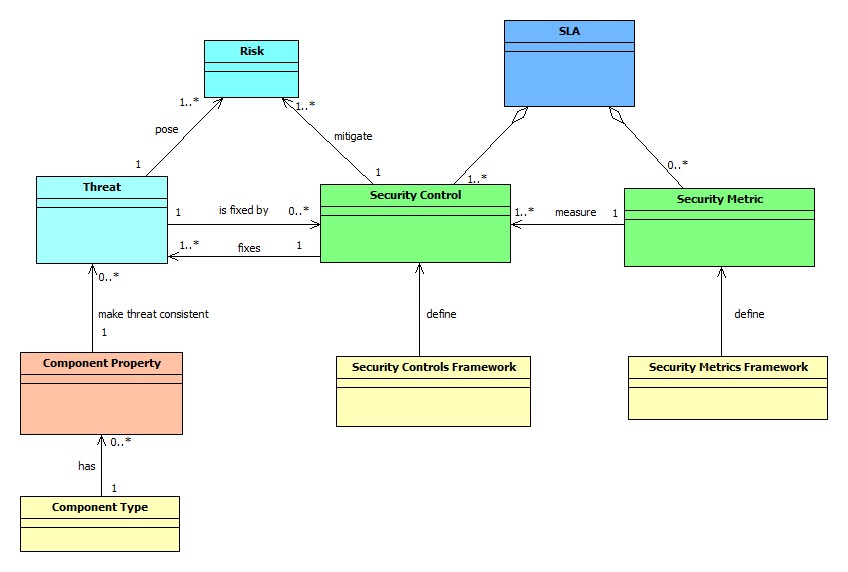 SLA
Risk
1..*
1..*
pose
mitigate
1
1
1..*
0..*
Threat
Security Control
Security Metric
1
is fixed by
0..*
1..*
measure
1
1..*
fixes
1
0..*
make threat consistent
define
define
1
Component Property
Security Controls Framework
Security Metrics Framework
0..*
has
1
Component Type